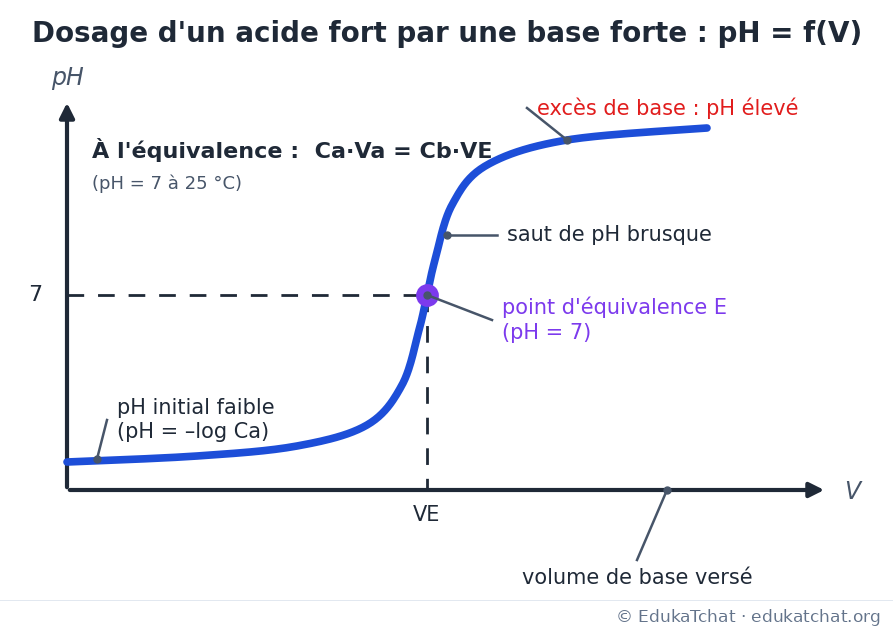 Dosage d'un acide fort par une base forte : pH = f(V)
pH
excès de base : pH élevé
À l'équivalence :  Ca·Va = Cb·VE
(pH = 7 à 25 °C)
saut de pH brusque
7
point d'équivalence E
(pH = 7)
pH initial faible
(pH = –log Ca)
V
VE
volume de base versé
© EdukaTchat · edukatchat.org